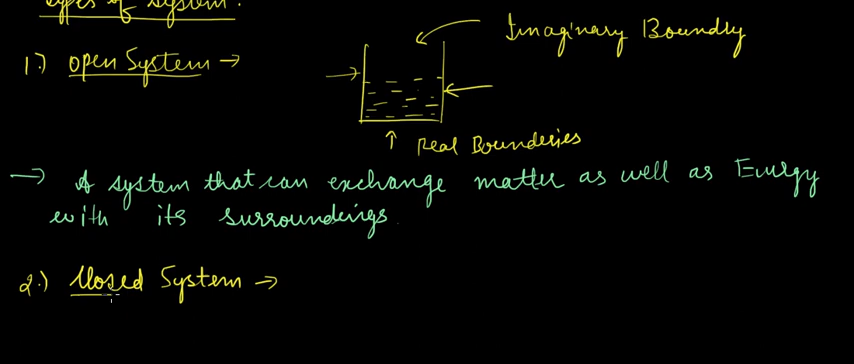 types of system:
Imaginary Boundry
1.) open System →
↑ Real Bounderies
→ A system that can exchange matter as well as Energy
with its surroundings.
2.) Closed System →